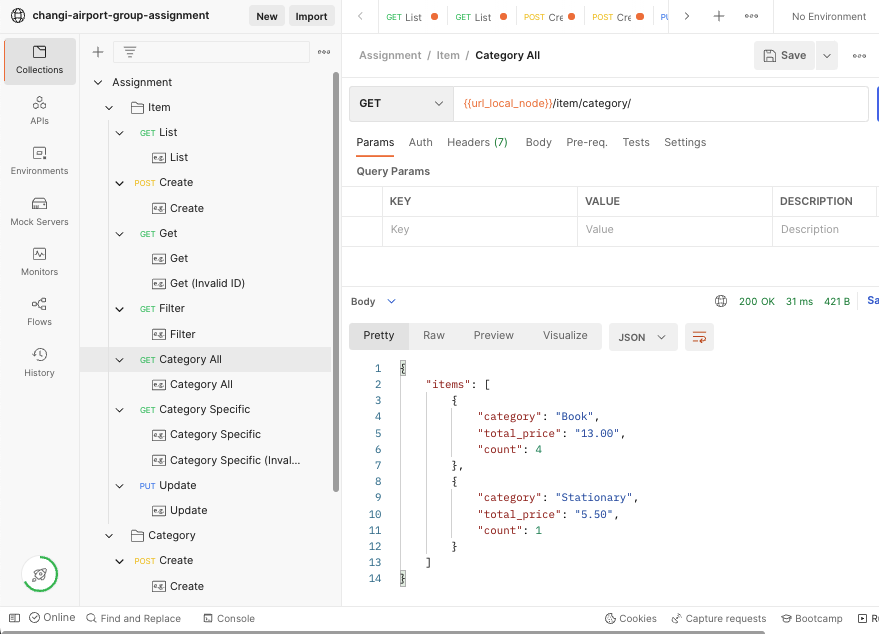 changi-airport-group-assignment
New
Import
GET List
GET List
POST Cre
POST Cre
No Environment
Collections
APIs
Environments
Mock Servers
Monitors
Flows
History
Assignment
Item
GET List
e.g. List
POST Create
e.g. Create
GET Get
e.g. Get
e.g. Get (Invalid ID)
GET Filter
e.g. Filter
GET Category All
e.g. Category All
GET Category Specific
e.g. Category Specific
e.g. Category Specific (Inval...
PUT Update
e.g. Update
Category
POST Create
e.g. Create
Assignment / Item / Category All
Save
GET
{{url_local_node}}/item/category/
Params Auth Headers (7) Body Pre-req. Tests Settings
Query Params
KEY VALUE DESCRIPTION
Key Value Description
Body
200 OK 31 ms 421 B Sa
Pretty Raw Preview Visualize JSON
1 {
2 "items": [
3 {
4 "category": "Book",
5 "total_price": "13.00",
6 "count": 4
7 },
8 {
9 "category": "Stationary",
10 "total_price": "5.50",
11 "count": 1
12 }
13 ]
14 }
Online Find and Replace Console Cookies Capture requests Bootcamp